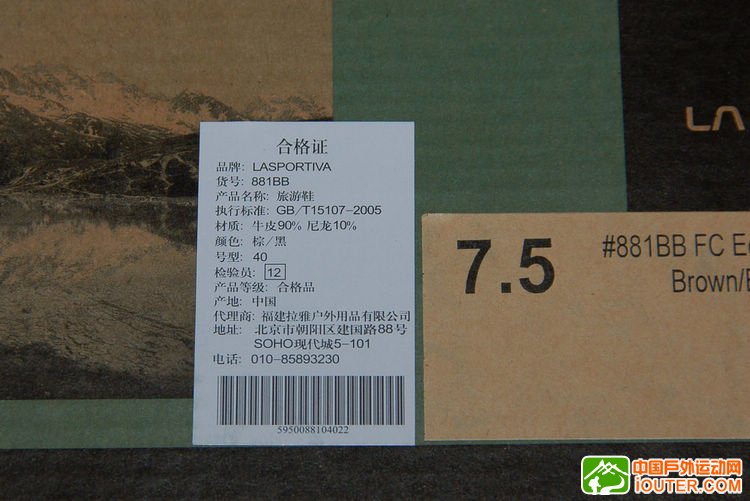 合格证
品牌: LASPORTIVA
货号: 881BB
产品名称: 旅游鞋
执行标准: GB/T15107-2005
材质: 牛皮90% 尼龙10%
颜色: 棕/黑
号型: 40
检验员: 12
产品等级: 合格品
产地: 中国
代理商: 福建拉雅户外用品有限公司
地址: 北京市朝阳区建国路88号
SOHO现代城5-101
电话: 010-85893230
5950088104022
LA
7.5
#881BB FC E
Brown/
中国户外运动网
iOUTER.COM